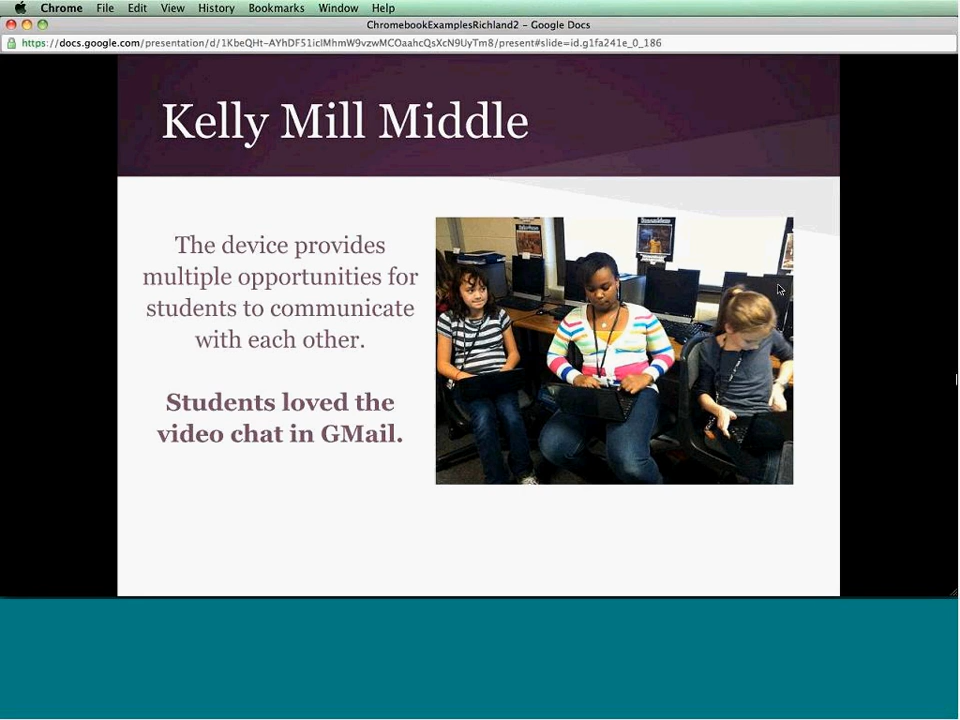 Chrome File Edit View History Bookmarks Window Help
ChromebookExamplesRichland2 - Google Docs
https://docs.google.com/presentation/d/1KbeQHt-AYhDF51iclMhmW9vzwMCOaahcQsXcN9UyTm8/present#slide=id.g1fa241e_0_186
Kelly Mill Middle
The device provides
multiple opportunities for
students to communicate
with each other.
Students loved the
video chat in GMail.